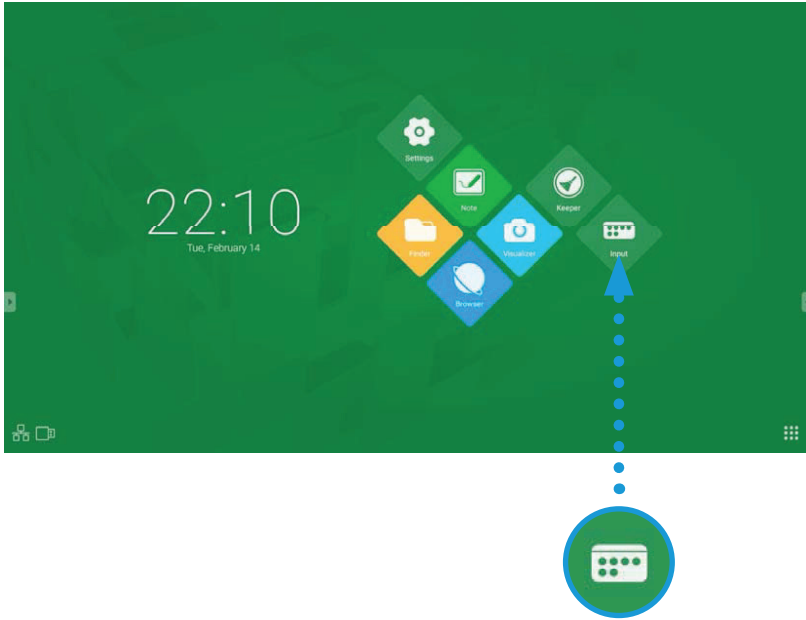 Settings
22:10
Tue, February 14
Note
Keeper
Finder
Visualizer
Input
Browser